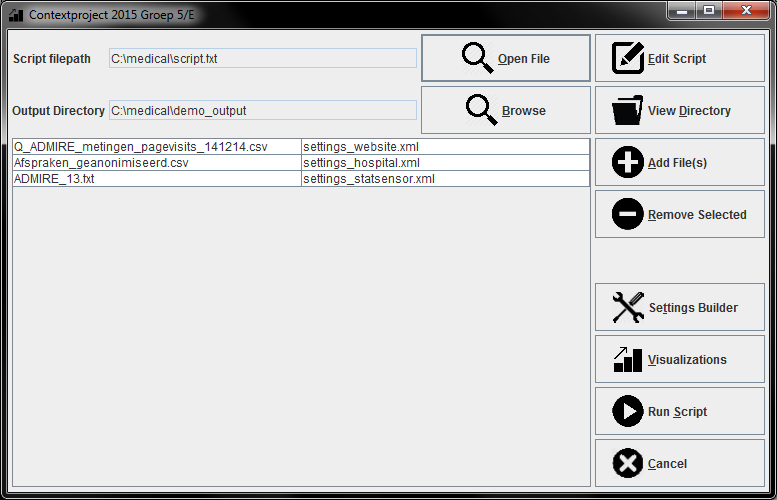 Contextproject 2015 Groep 5/E
Script filepath C:\medical\script.txt Open File Edit Script
Output Directory C:\medical\demo_output Browse View Directory
Q_ADMIRE_metingen_pagevisits_141214.csv settings_website.xml
Afspraken_geanonimiseerd.csv settings_hospital.xml
ADMIRE_13.txt settings_statsensor.xml
Add File(s)
Remove Selected
Settings Builder
Visualizations
Run Script
Cancel